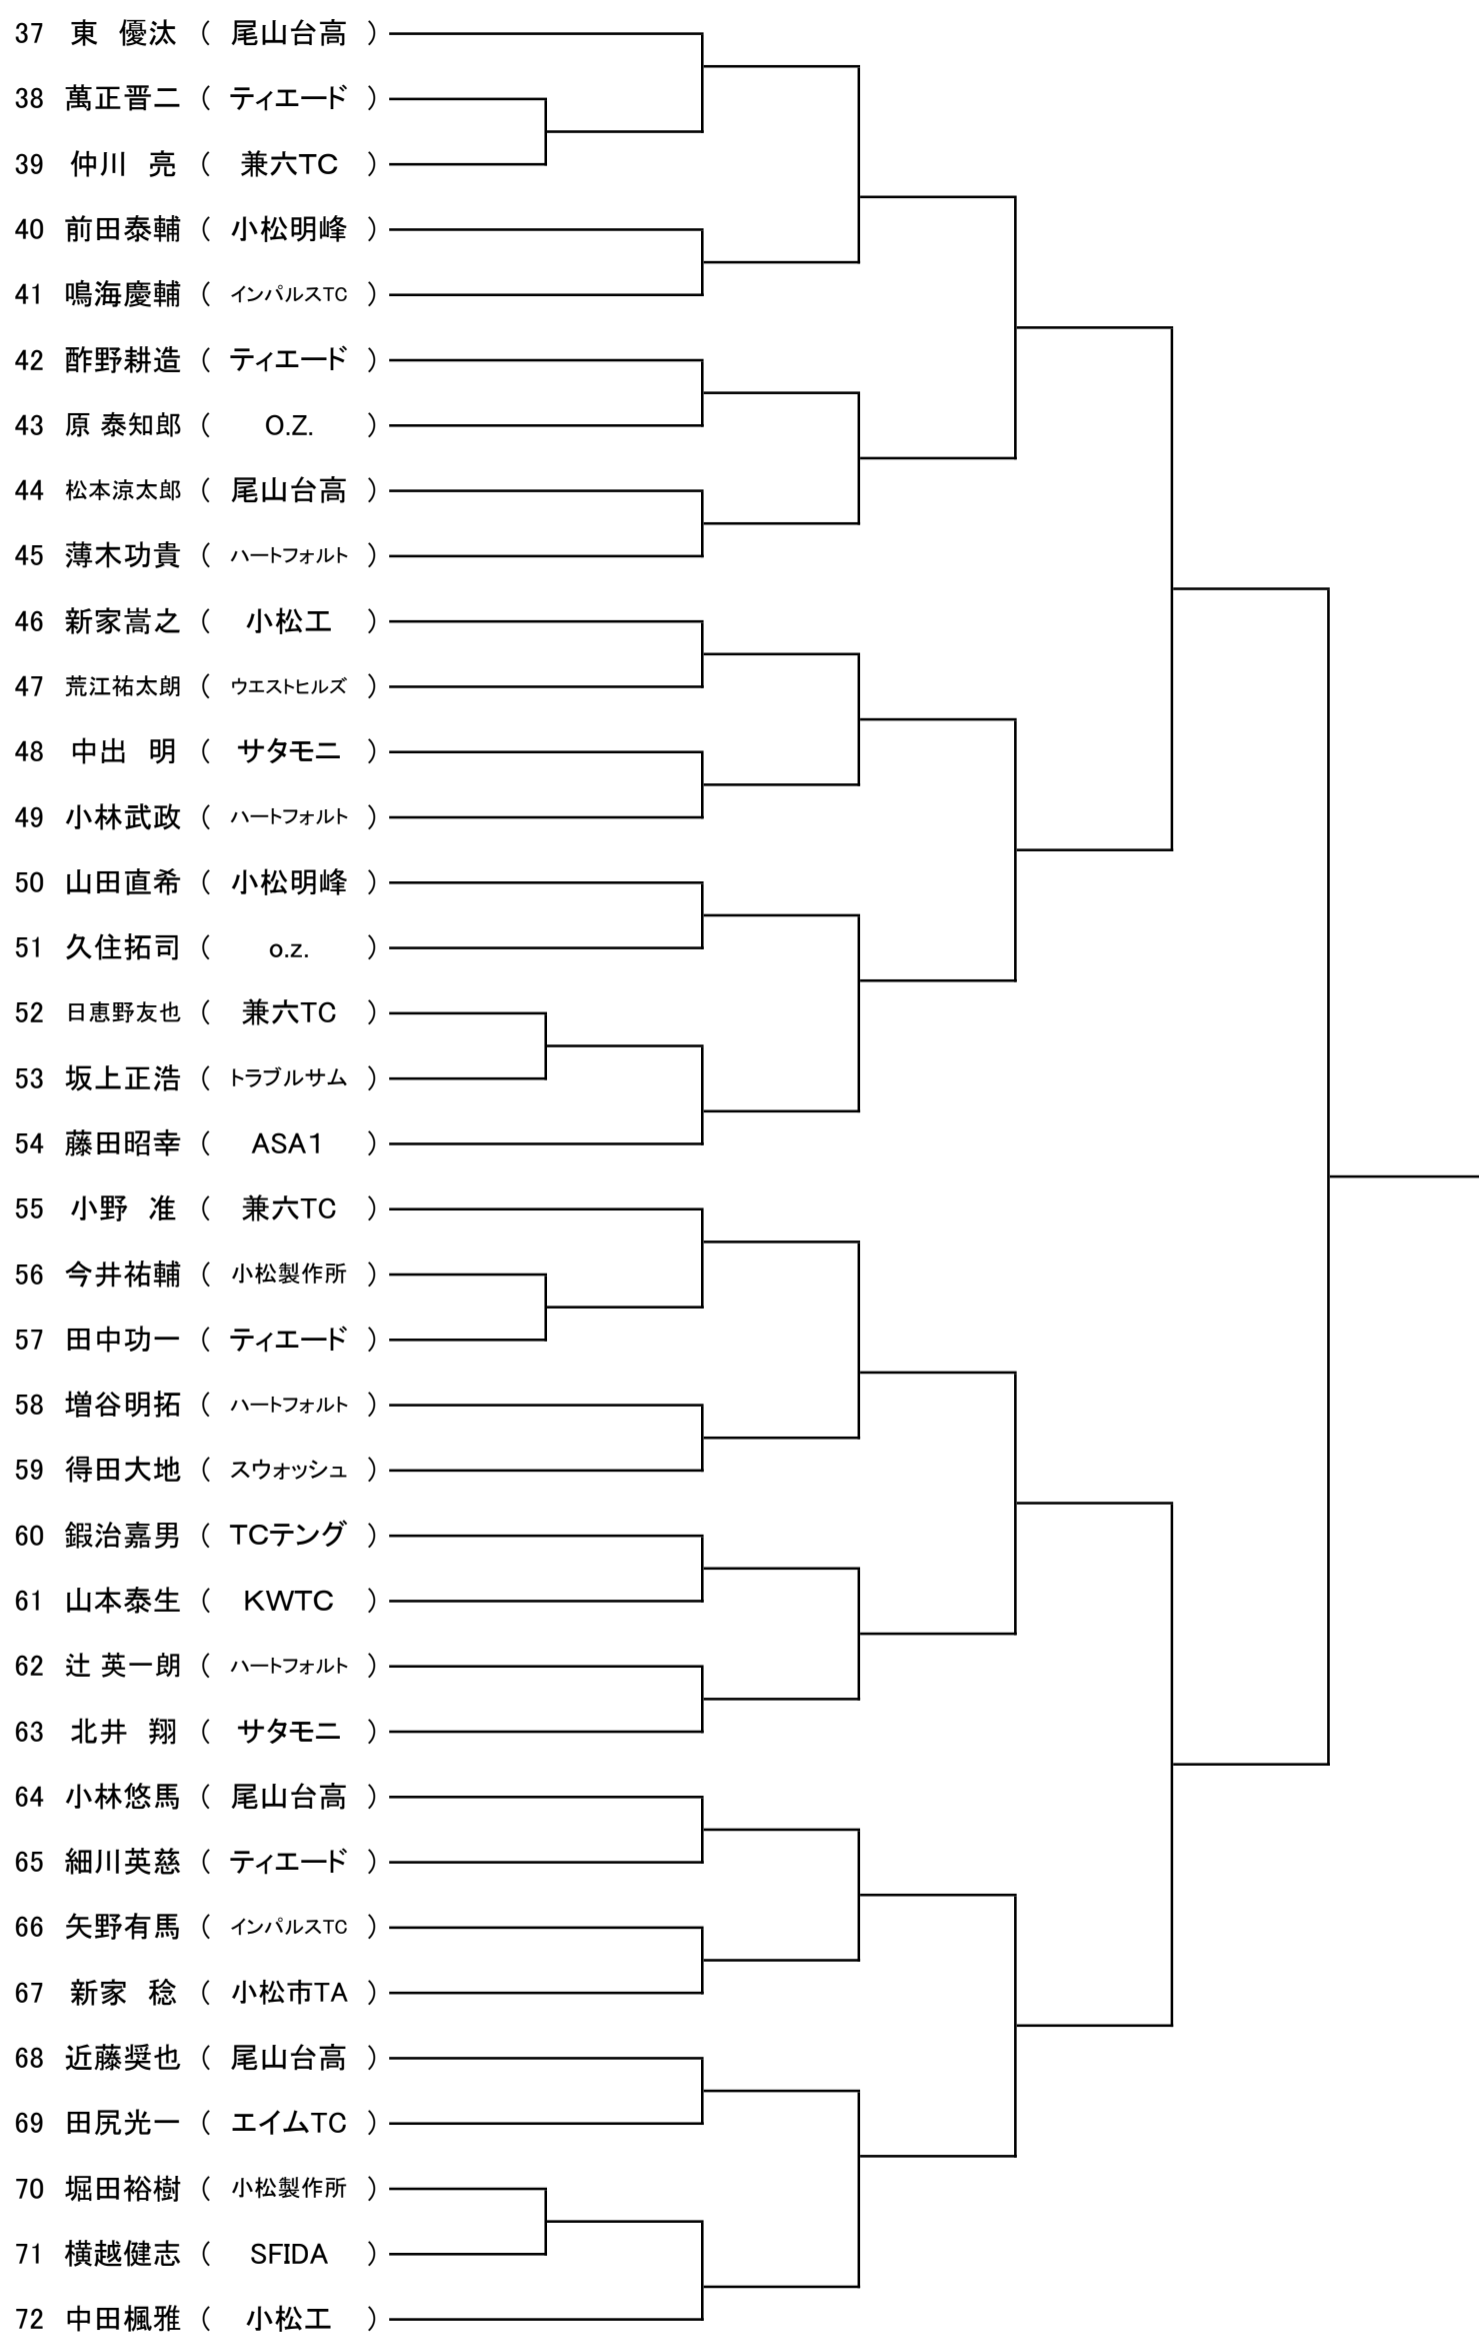 37 東 優汰 ( 尾山台高 )
38 萬正晋二 ( ティエード )
39 仲川 亮 ( 兼六TC )
40 前田泰輔 ( 小松明峰 )
41 鳴海慶輔 ( インパルスTC )
42 酢野耕造 ( ティエード )
43 原 泰知郎 ( O.Z. )
44 松本涼太郎 ( 尾山台高 )
45 薄木功貴 ( ハートフォルト )
46 新家嵩之 ( 小松工 )
47 荒江祐太朗 ( ウエストヒルズ )
48 中出 明 ( サタモニ )
49 小林武政 ( ハートフォルト )
50 山田直希 ( 小松明峰 )
51 久住拓司 ( o.z. )
52 日恵野友也 ( 兼六TC )
53 坂上正浩 ( トラブルサム )
54 藤田昭幸 ( ASA1 )
55 小野 准 ( 兼六TC )
56 今井祐輔 ( 小松製作所 )
57 田中功一 ( ティエード )
58 増谷明拓 ( ハートフォルト )
59 得田大地 ( スウォッシュ )
60 鍜治嘉男 ( TCテング )
61 山本泰生 ( KWTC )
62 辻 英一朗 ( ハートフォルト )
63 北井 翔 ( サタモニ )
64 小林悠馬 ( 尾山台高 )
65 細川英慈 ( ティエード )
66 矢野有馬 ( インパルスTC )
67 新家 稔 ( 小松市TA )
68 近藤奨也 ( 尾山台高 )
69 田尻光一 ( エイムTC )
70 堀田裕樹 ( 小松製作所 )
71 横越健志 ( SFIDA )
72 中田楓雅 ( 小松工 )